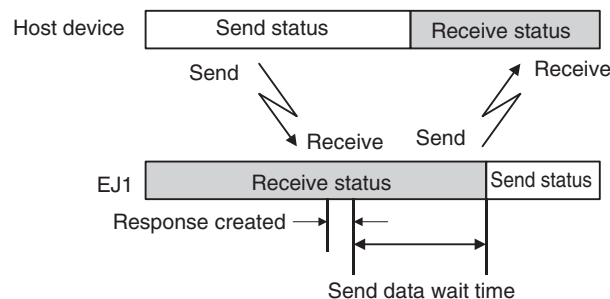 Host device
Send status
Receive status
Send
Receive
Receive
Send
EJ1
Receive status
Send status
Response created
Send data wait time